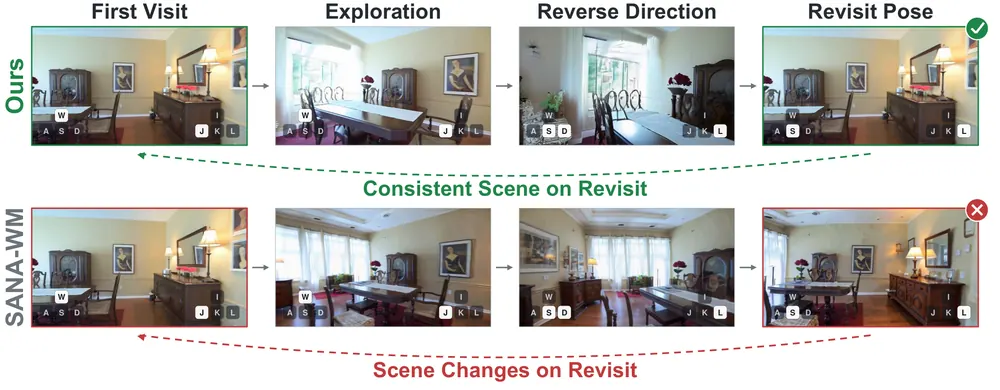 First Visit
Exploration
Reverse Direction
Revisit Pose
Ours
W I
A S D J K L
W I
A S D J K L
W I
A S D J K L
W I
A S D J K L
Consistent Scene on Revisit
SANA-WM
W I
A S D J K L
W I
A S D J K L
W I
A S D J K L
W I
A S D J K L
Scene Changes on Revisit